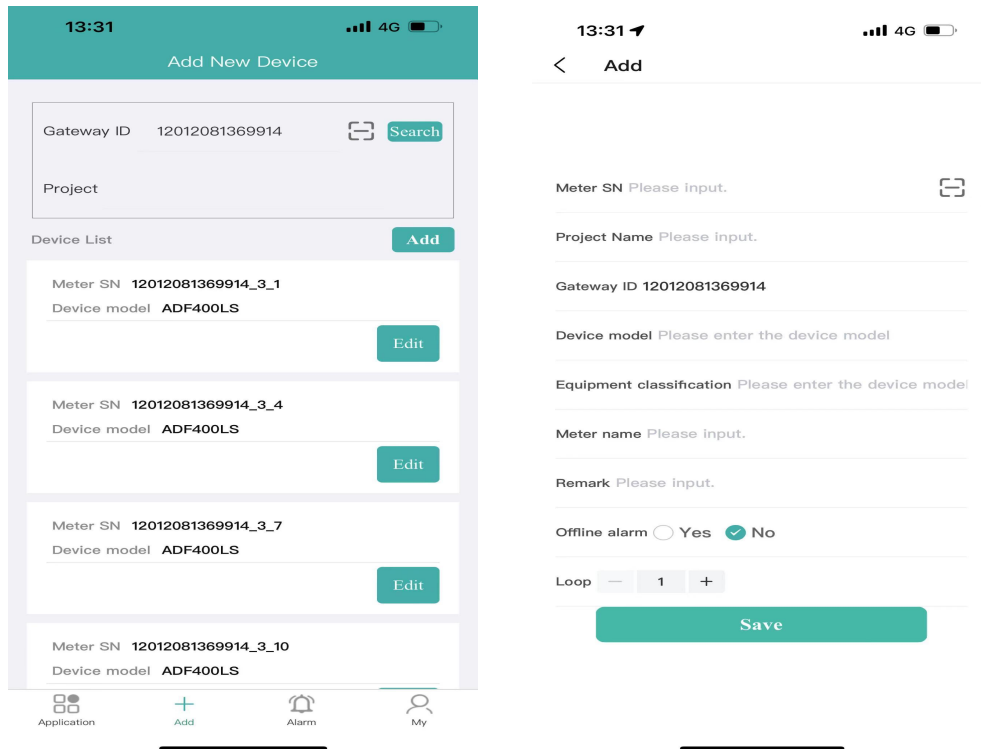 13:31 4G
Add New Device
Gateway ID 12012081369914 Search
Project
Device List Add
Meter SN 12012081369914_3_1
Device model ADF400LS
Edit
Meter SN 12012081369914_3_4
Device model ADF400LS
Edit
Meter SN 12012081369914_3_7
Device model ADF400LS
Edit
Meter SN 12012081369914_3_10
Device model ADF400LS
Application Add Alarm My
13:31 4G
Add
Meter SN Please input.
Project Name Please input.
Gateway ID 12012081369914
Device model Please enter the device model
Equipment classification Please enter the device model
Meter name Please input.
Remark Please input.
Offline alarm Yes No
Loop — 1 +
Save